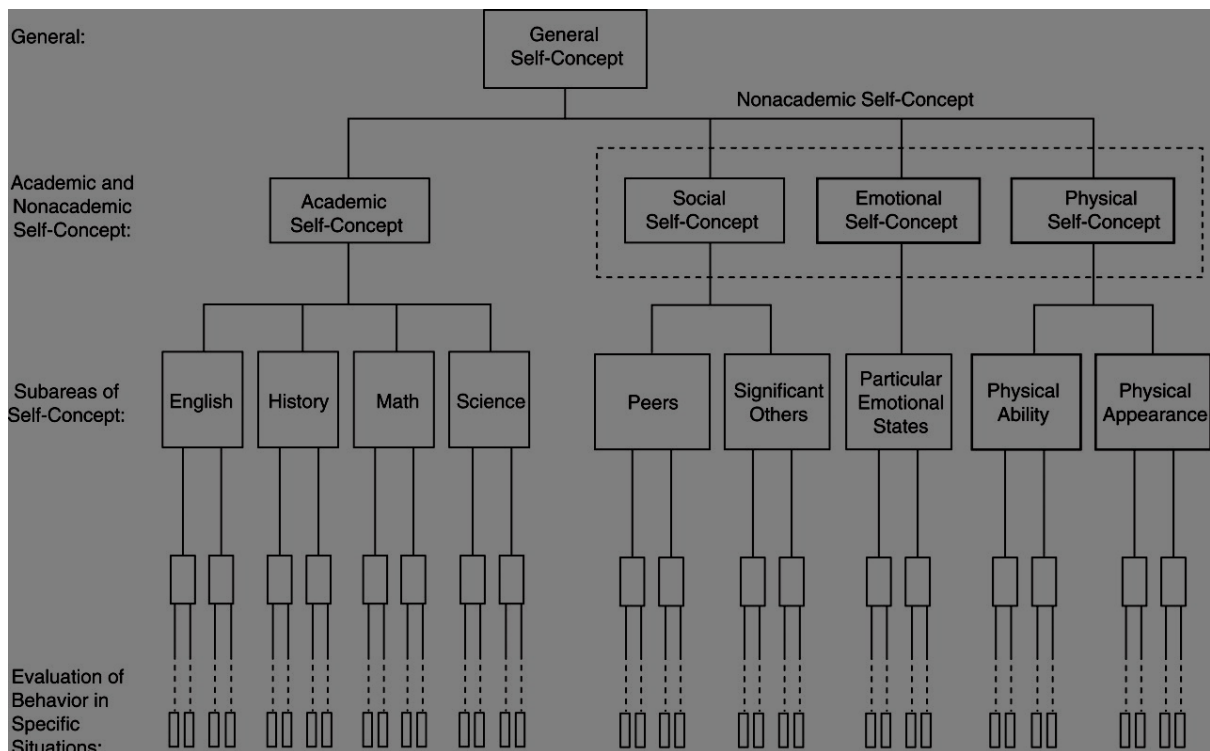 General:
General
Self-Concept
Nonacademic Self-Concept
Academic and
Nonacademic
Self-Concept:
Academic
Self-Concept
Social
Self-Concept
Emotional
Self-Concept
Physical
Self-Concept
Subareas of
Self-Concept:
English
History
Math
Science
Peers
Significant
Others
Particular
Emotional
States
Physical
Ability
Physical
Appearance
Evaluation of
Behavior in
Specific
Situations: